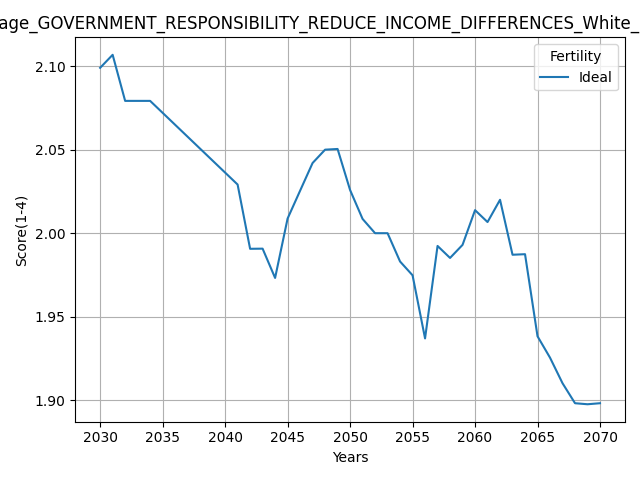 age_GOVERNMENT_RESPONSIBILITY_REDUCE_INCOME_DIFFERENCES_White_
Fertility
Ideal
2.10
2.05
2.00
1.95
1.90
Score(1-4)
2030 2035 2040 2045 2050 2055 2060 2065 2070
Years